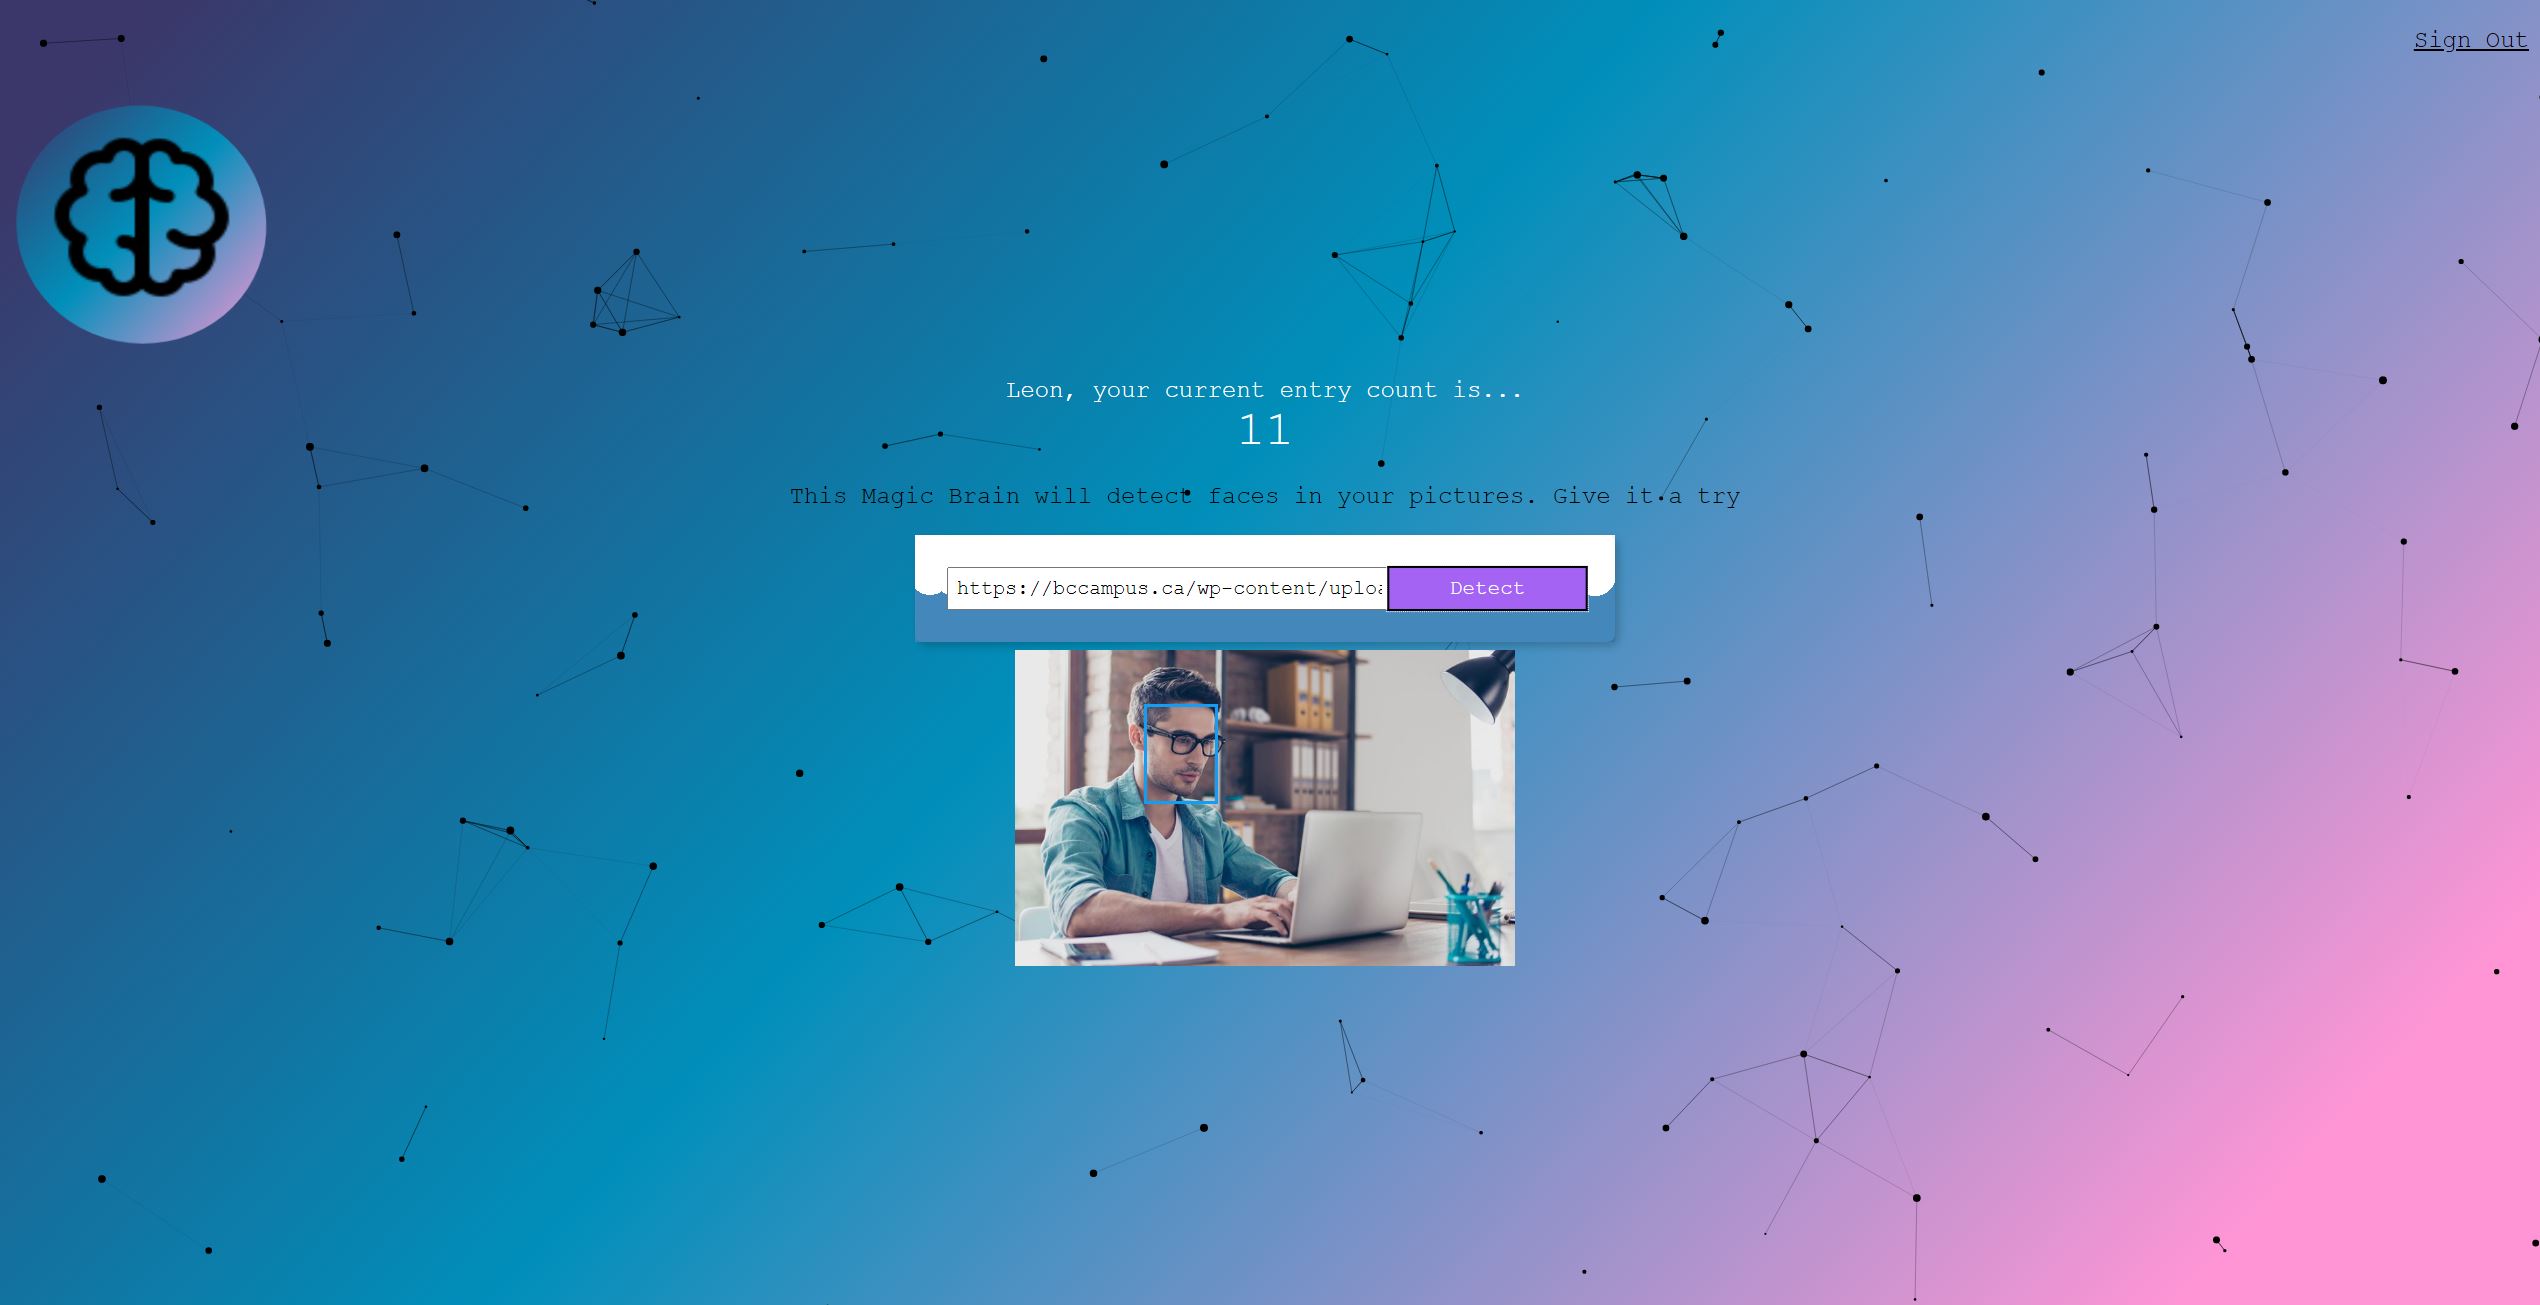 Sign Out
Leon, your current entry count is...
11
This Magic Brain will detect faces in your pictures. Give it a try
https://bccampus.ca/wp-content/uploa
Detect